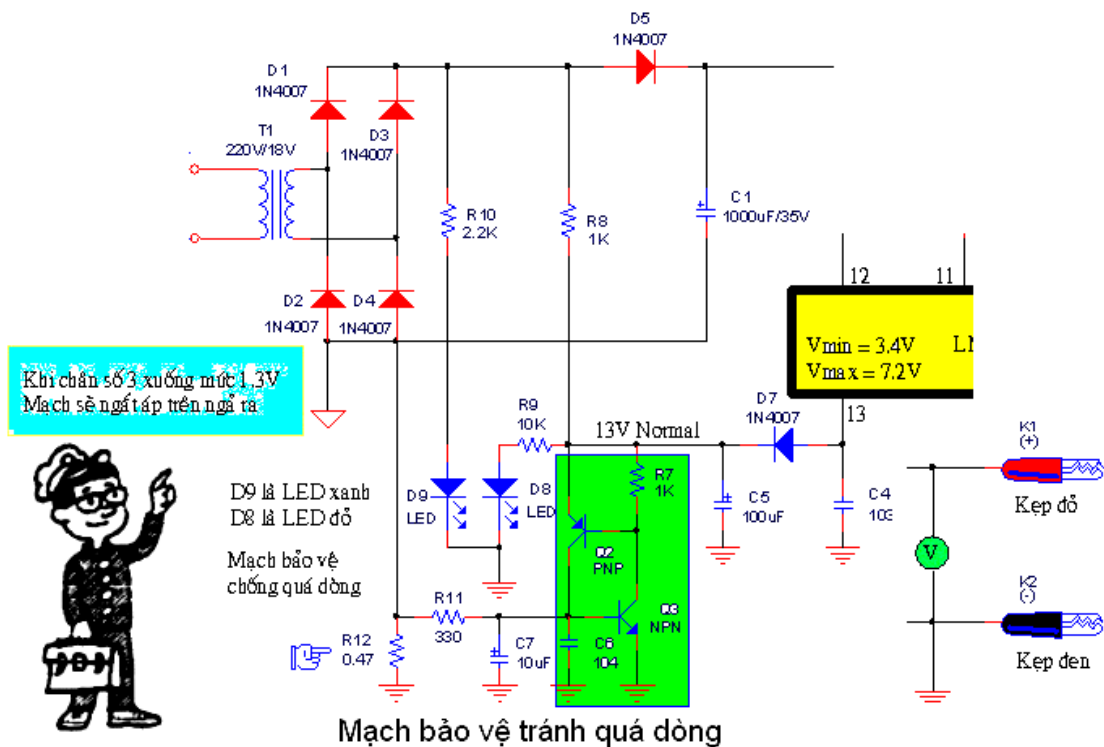 D5
1N4007
D1
1N4007
D3
1N4007
T1
220V/18V
R10
2.2K
R8
1K
C1
1000uF/35V
D2
1N4007
D4
1N4007
12
11
Vmin = 3.4V
Vmax = 7.2V
13
Khi chân số 3 xuống mức 1.3V
Mạch sẽ ngắt áp trên ngả ra
R9
10K
13V Normal
D7
1N4007
K1
(+)
Kẹp đỏ
R7
1K
C5
100uF
C4
103
D9 là LED xanh
D8 là LED đỏ
D9
LED
D8
LED
Mạch bảo vệ
chống quá dòng
Q2
PNP
V
K2
(-)
Kẹp đen
R11
330
Q3
NPN
R12
0.47
C7
10uF
C6
104
Mạch bảo vệ tránh quá dòng